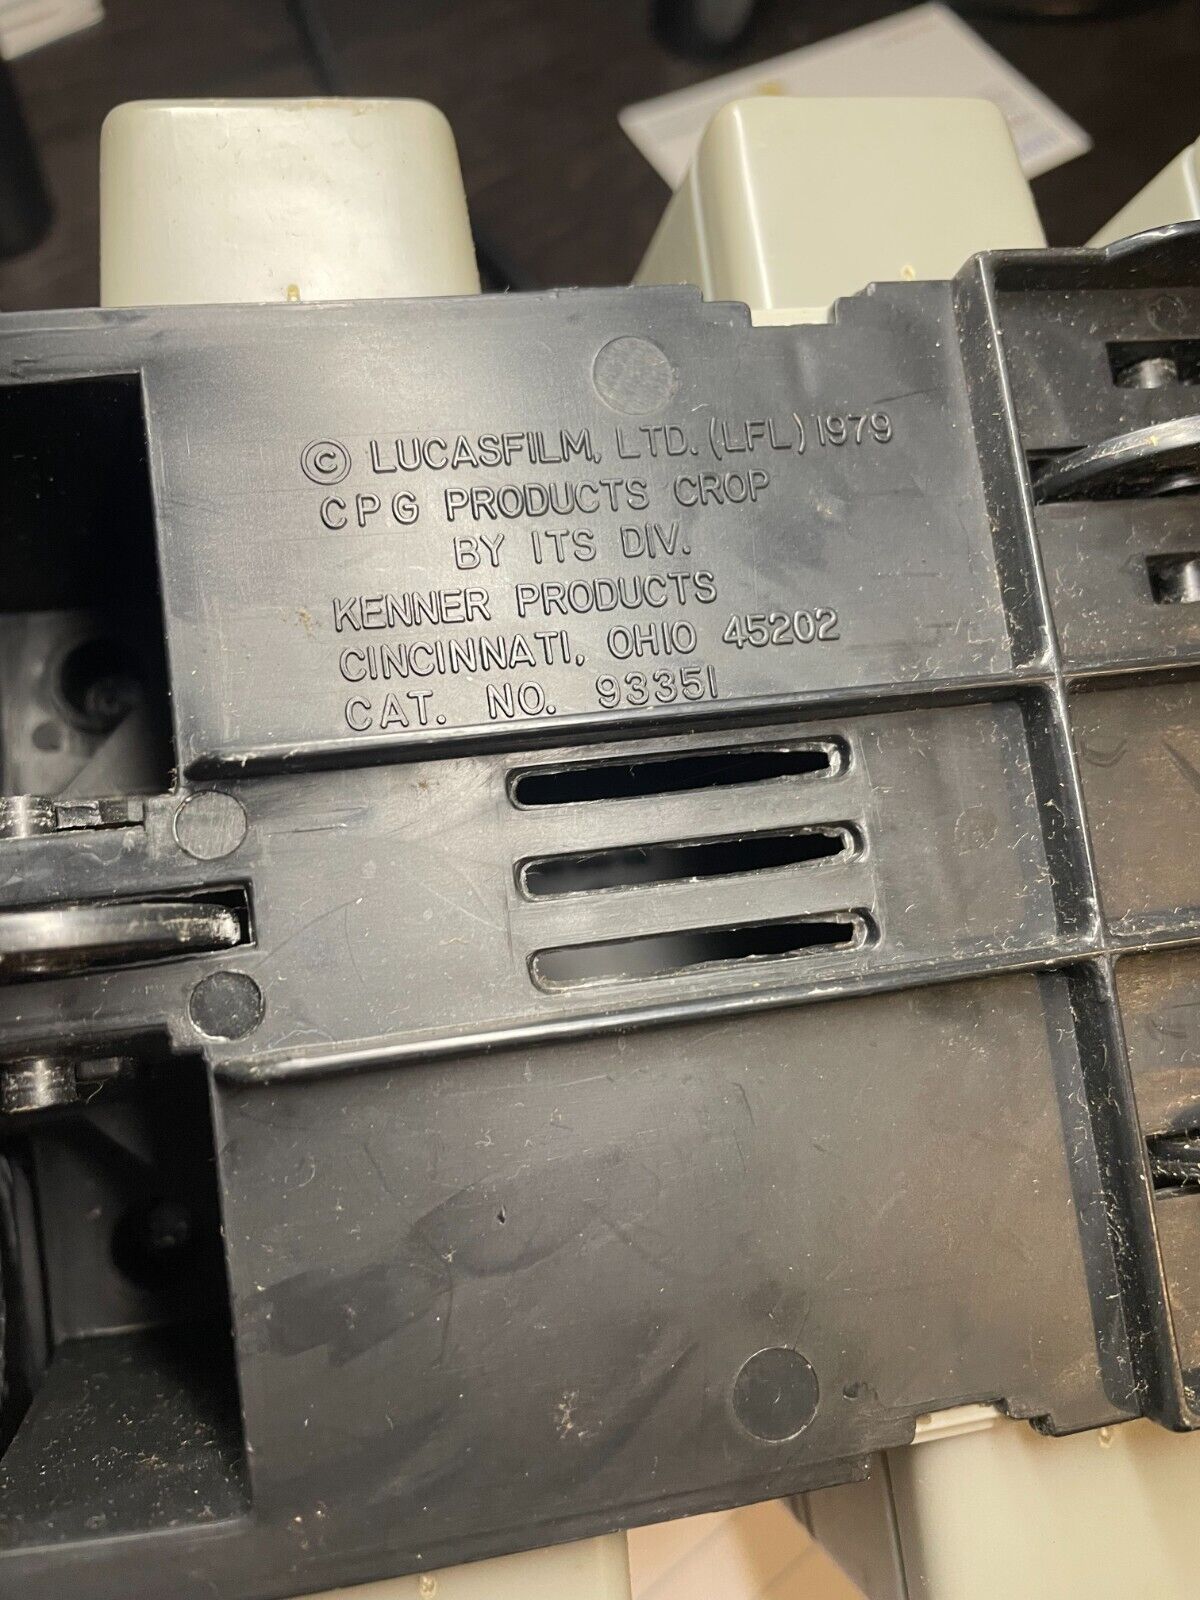 © LUCASFILM, LTD. (LFL) 1979
CPG PRODUCTS CROP
BY ITS DIV.
KENNER PRODUCTS
CINCINNATI, OHIO 45202
CAT. NO. 93351